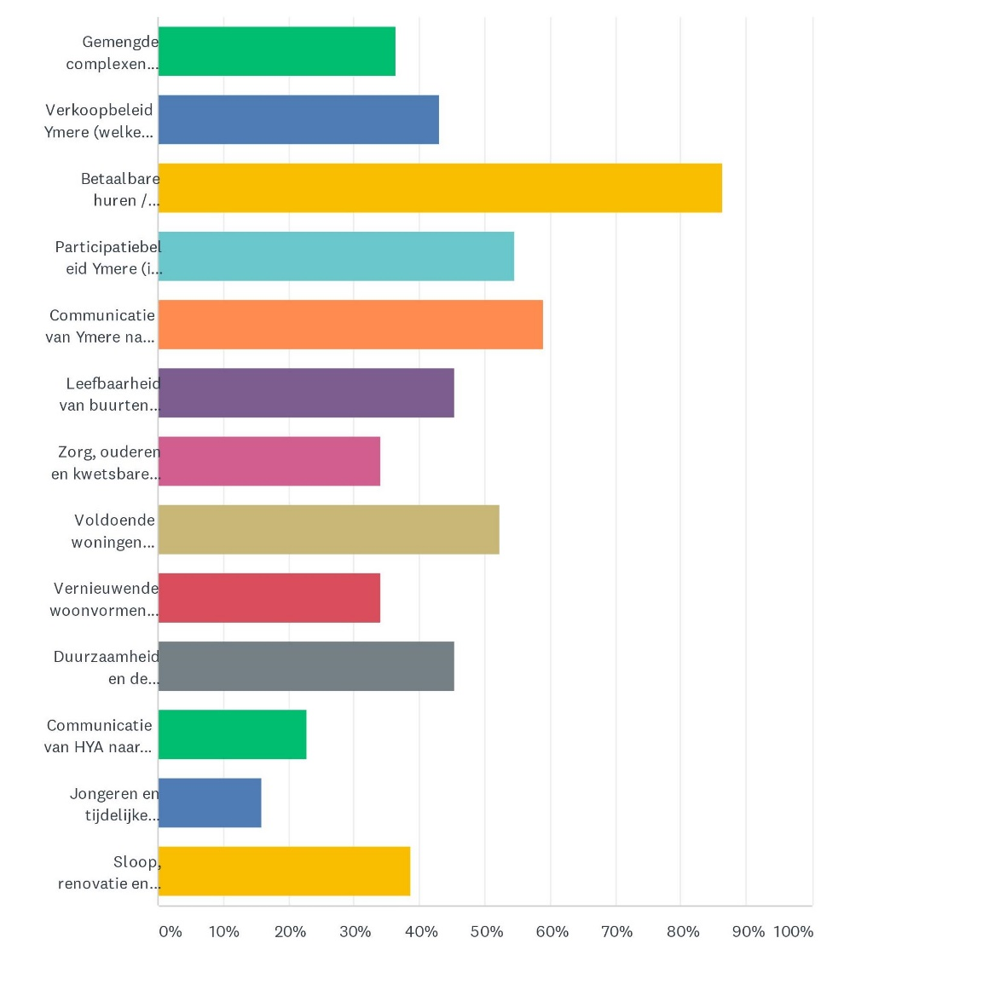 Gemengde
complexen...
Verkoopbeleid
Ymere (welke...
Betaalbare
huren /...
Participatiebel
eid Ymere (i...
Communicatie
van Ymere na...
Leefbaarheid
van buurten...
Zorg, ouderen
en kwetsbare...
Voldoende
woningen...
Vernieuwende
woonvormen...
Duurzaamheid
en de...
Communicatie
van HYA naar...
Jongeren en
tijdelijke...
Sloop,
renovatie en...
0% 10% 20% 30% 40% 50% 60% 70% 80% 90% 100%